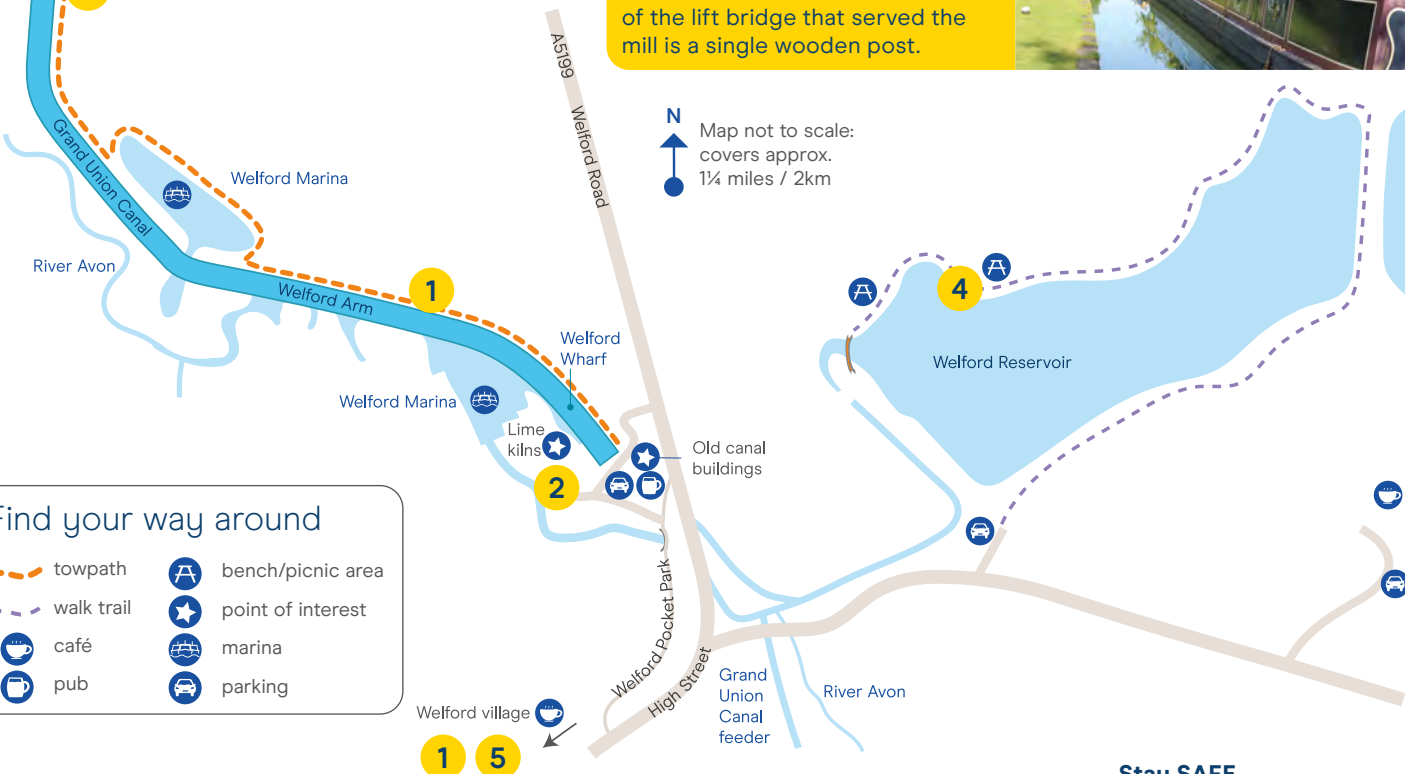 of the lift bridge that served the
mill is a single wooden post.
A5199
Welford Road
N
Map not to scale:
covers approx.
1¼ miles / 2km
Grand Union Canal
Welford Marina
River Avon
Welford Arm
1
4
Welford
Wharf
Welford Reservoir
Welford Marina
Lime
kilns
Old canal
buildings
2
Find your way around
towpath
walk trail
café
pub
bench/picnic area
point of interest
marina
parking
Welford Pocket Park
High Street
Grand
Union
Canal
feeder
River Avon
Welford village
1
5
Stay SAFE